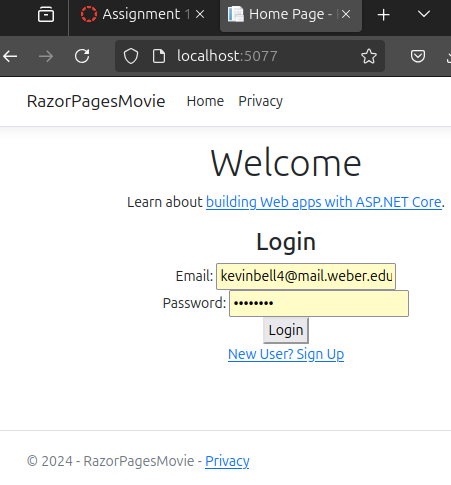 Assignment 1
Home Page -
localhost:5077
RazorPagesMovie Home Privacy
Welcome
Learn about building Web apps with ASP.NET Core.
Login
Email: kevinbell4@mail.weber.edu
Password: ••••••••
Login
New User? Sign Up
© 2024 - RazorPagesMovie - Privacy